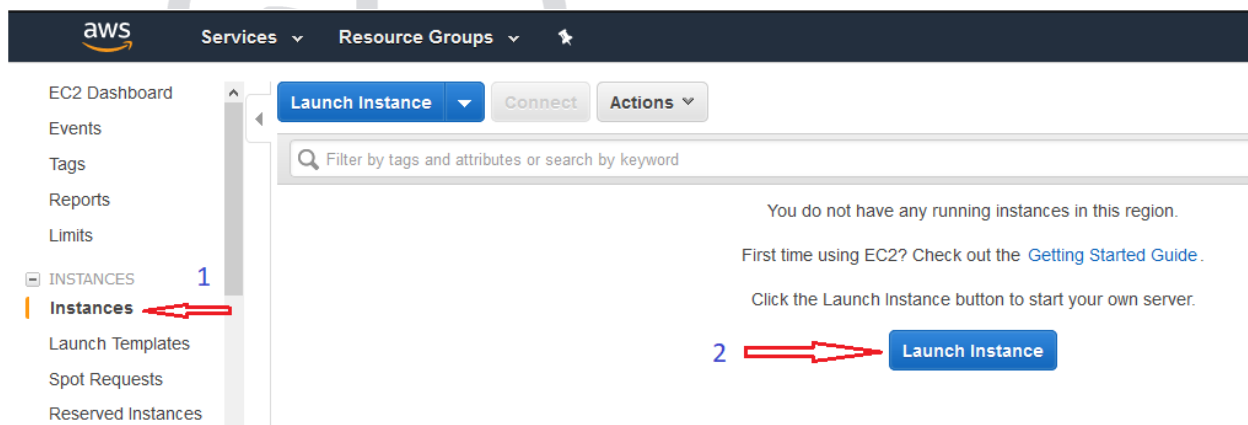 aws Services Resource Groups
EC2 Dashboard
Events
Tags
Reports
Limits
INSTANCES 1
Instances
Launch Templates
Spot Requests
Reserved Instances
Launch Instance Connect Actions
Filter by tags and attributes or search by keyword
You do not have any running instances in this region.
First time using EC2? Check out the Getting Started Guide.
Click the Launch Instance button to start your own server.
2 Launch Instance